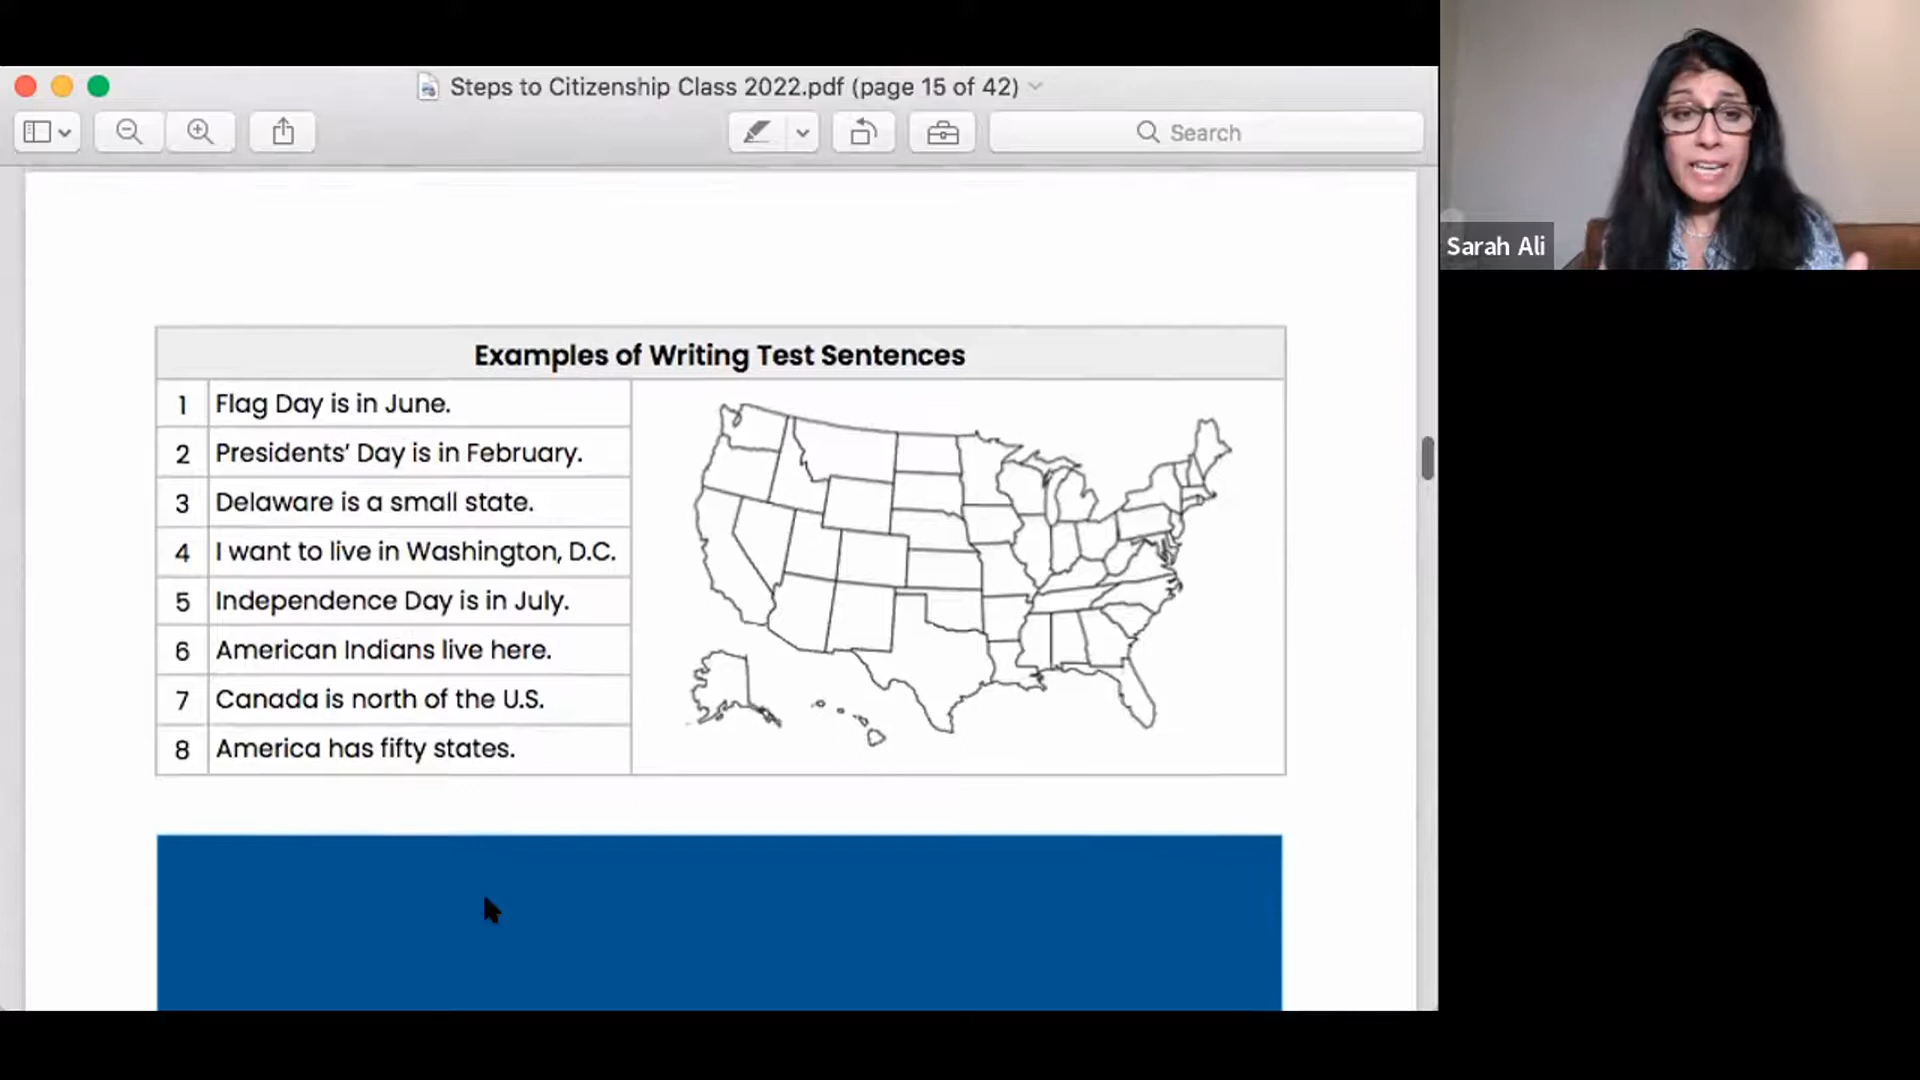 Steps to Citizenship Class 2022.pdf (page 15 of 42)
Search
Sarah Ali
Examples of Writing Test Sentences
1 Flag Day is in June.
2 Presidents' Day is in February.
3 Delaware is a small state.
4 I want to live in Washington, D.C.
5 Independence Day is in July.
6 American Indians live here.
7 Canada is north of the U.S.
8 America has fifty states.